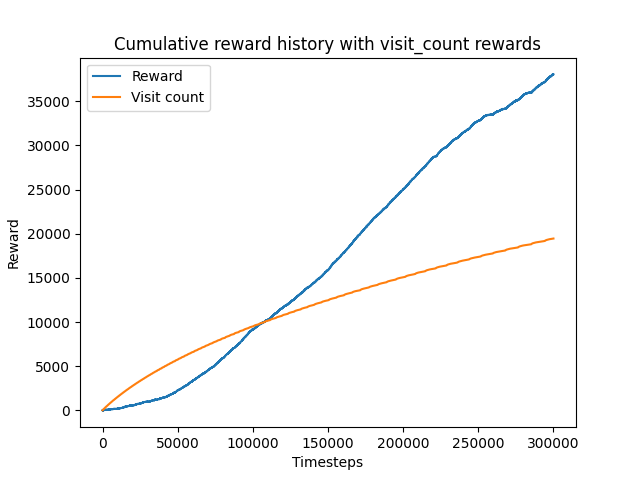 Cumulative reward history with visit_count rewards
Reward
Visit count
35000
30000
25000
20000
15000
10000
5000
0
Reward
0 50000 100000 150000 200000 250000 300000
Timesteps